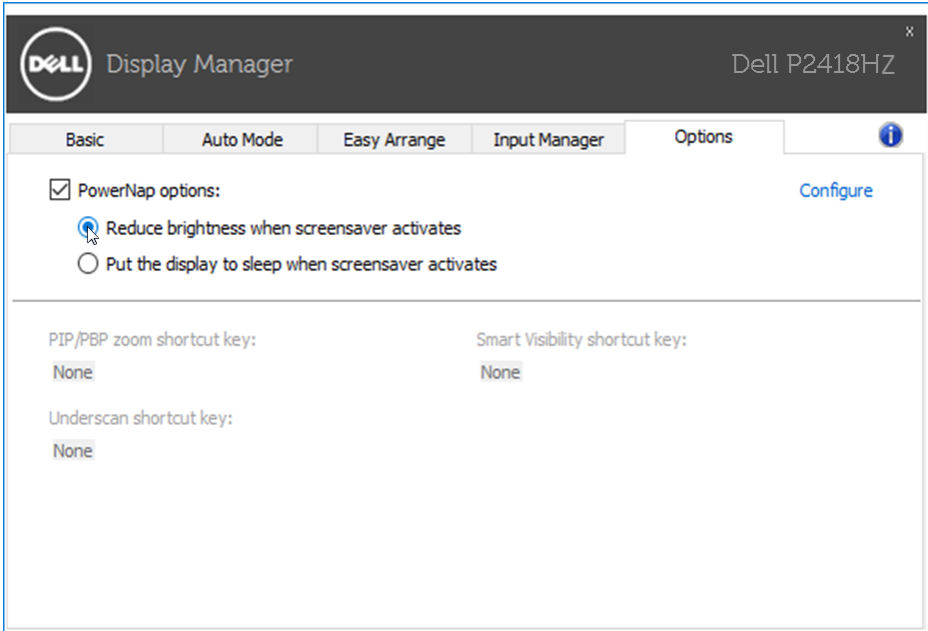 DELL
Display Manager
Dell P2418HZ
x
Basic
Auto Mode
Easy Arrange
Input Manager
Options
i
PowerNap options:
Configure
Reduce brightness when screensaver activates
Put the display to sleep when screensaver activates
PIP/PBP zoom shortcut key:
Smart Visibility shortcut key:
None
None
Underscan shortcut key:
None